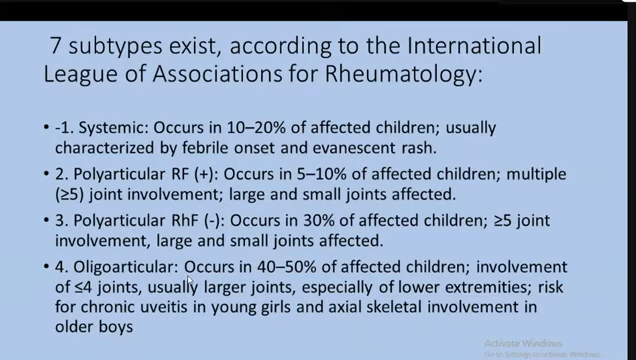 7 subtypes exist, according to the International
League of Associations for Rheumatology:
• -1. Systemic: Occurs in 10–20% of affected children; usually
characterized by febrile onset and evanescent rash.
• 2. Polyarticular RF (+): Occurs in 5–10% of affected children; multiple
(≥5) joint involvement; large and small joints affected.
• 3. Polyarticular RhF (-): Occurs in 30% of affected children; ≥5 joint
involvement, large and small joints affected.
• 4. Oligoarticular: Occurs in 40–50% of affected children; involvement
of ≤4 joints, usually larger joints, especially of lower extremities; risk
for chronic uveitis in young girls and axial skeletal involvement in
older boys
Activate Windows
Go to Settings to activate Windows.